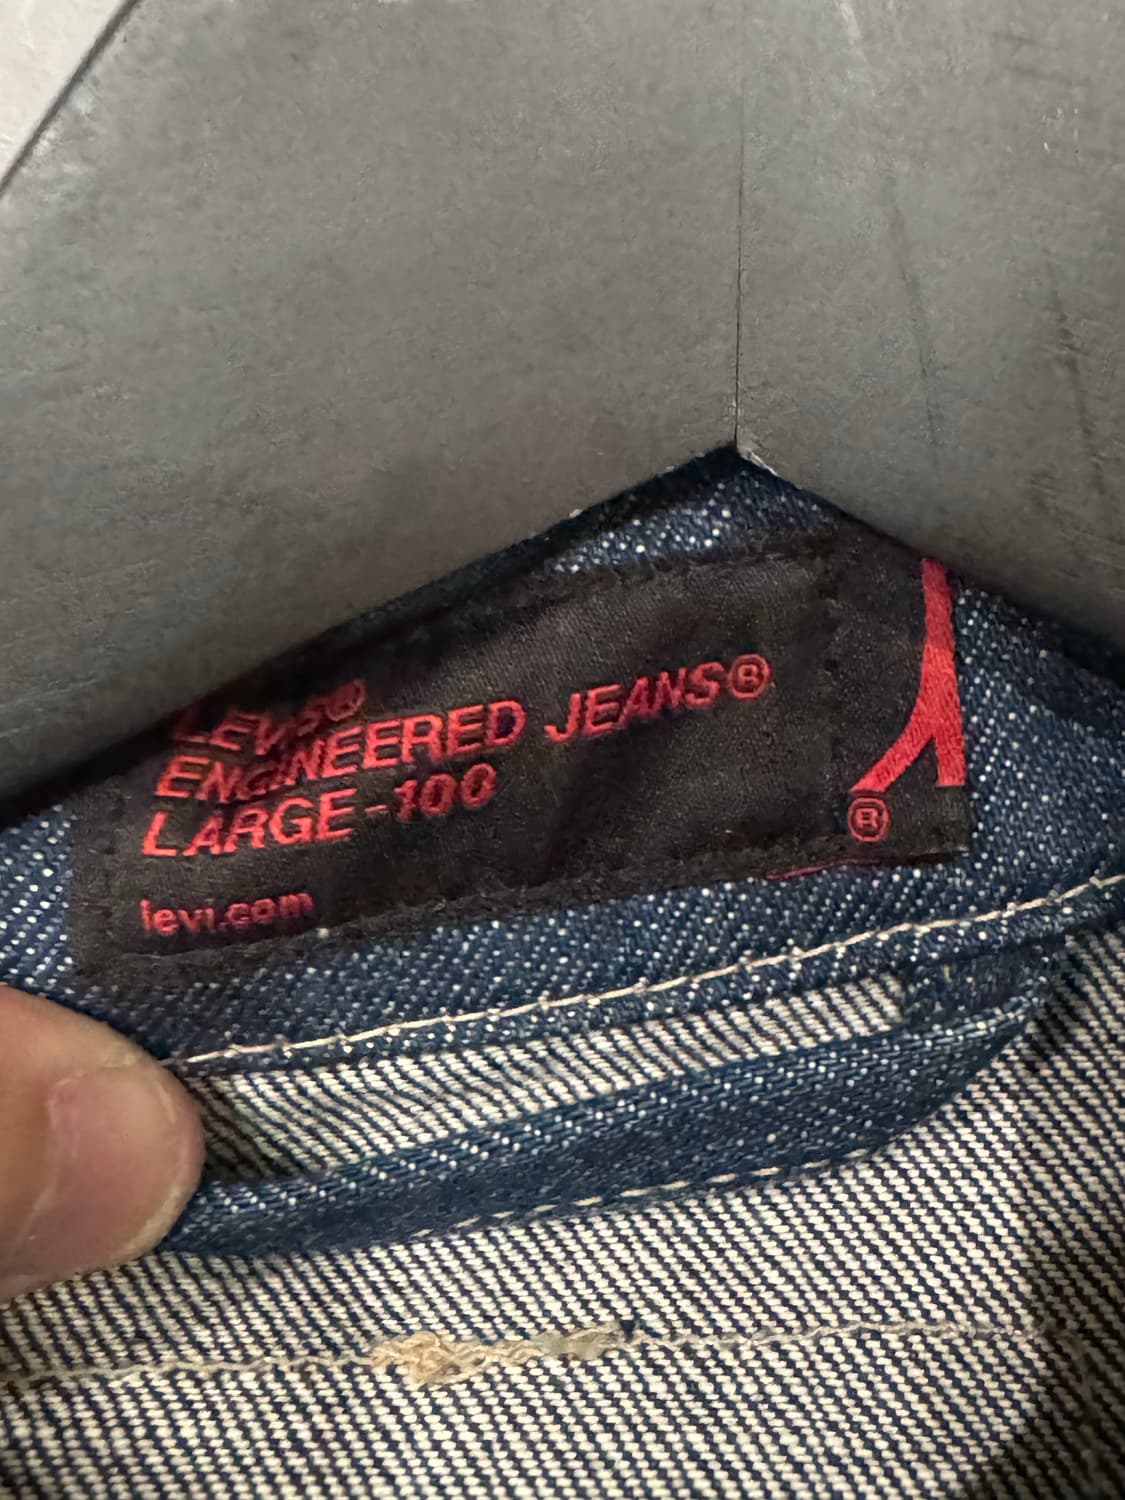 LEVI'S®
ENGINEERED JEANS®
LARGE-100
levi.com
®